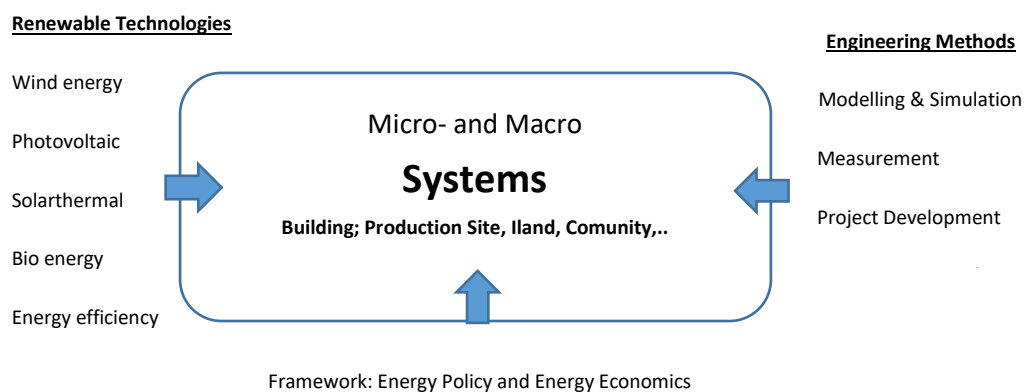 Renewable Technologies
Wind energy
Photovoltaic
Solarthermal
Bio energy
Energy efficiency
Micro- and Macro
Systems
Building; Production Site, Iland, Comunity,..
Engineering Methods
Modelling & Simulation
Measurement
Project Development
Framework: Energy Policy and Energy Economics